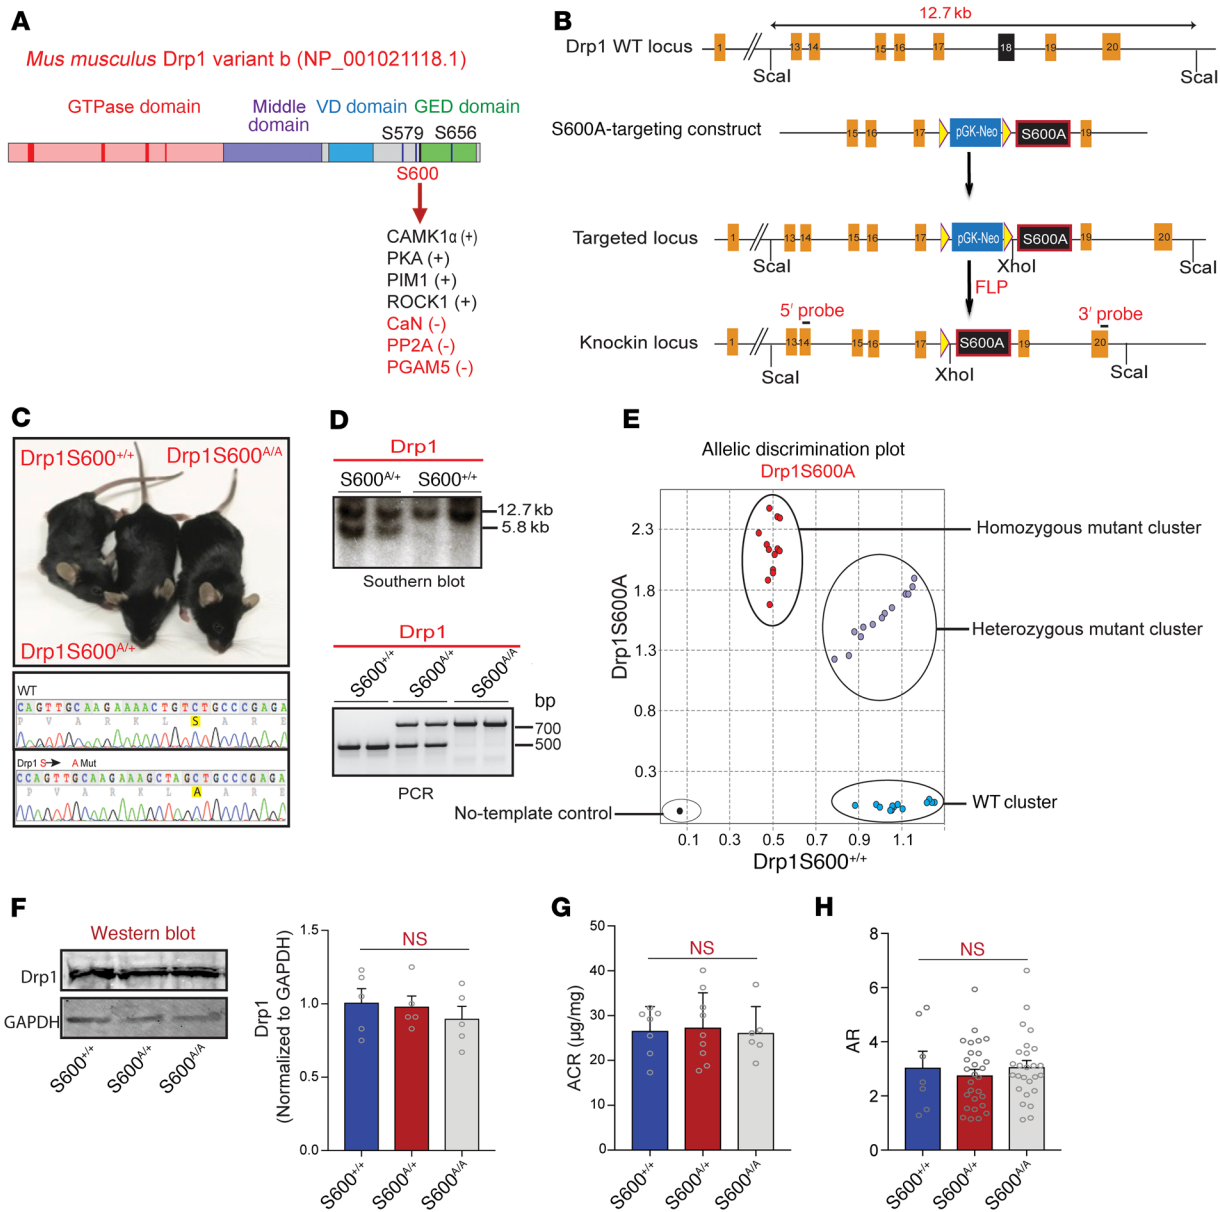 A
Mus musculus Drp1 variant b (NP_001021118.1)
GTPase domain
Middle domain
VD domain
GED domain
S579
S656
S600
CAMK1α (+)
PKA (+)
PIM1 (+)
ROCK1 (+)
CaN (-)
PP2A (-)
PGAM5 (-)
B
12.7 kb
Drp1 WT locus
1 13 14 15 16 17 18 19 20
ScaI
ScaI
S600A-targeting construct
15 16 17 pGK-Neo S600A 19
Targeted locus
1 13 14 15 16 17 pGK-Neo S600A 19 20
ScaI
XhoI
ScaI
FLP
5′ probe
3′ probe
Knockin locus
1 13 14 15 16 17 S600A 19 20
ScaI
XhoI
ScaI
C
Drp1S600+/+
Drp1S600A/A
Drp1S600A/+
WT
CAGTTGCAAGAAAACTGTCTGCCCGAGA
P V A R K L S A R E
Drp1 S→ A Mut
CCAGTTGCAAGAAAGCTAGCTGCCCGAGA
P V A R K L A A R E
D
Drp1
S600A/+ S600+/+
12.7 kb
5.8 kb
Southern blot
Drp1
S600+/+ S600A/+ S600A/A
bp
700
500
PCR
E
Allelic discrimination plot
Drp1S600A
Drp1S600A
2.3
1.8
1.3
0.8
0.3
Homozygous mutant cluster
Heterozygous mutant cluster
WT cluster
No-template control
0.1 0.3 0.5 0.7 0.9 1.1
Drp1S600+/+
F
Western blot
Drp1
GAPDH
S600+/+ S600A/+ S600A/A
Drp1
(Normalized to GAPDH)
1.5
1.0
0.5
0.0
NS
S600+/+ S600A/+ S600A/A
G
ACR (µg/mg)
50
40
30
20
10
0
NS
S600+/+ S600A/+ S600A/A
H
AR
8
6
4
2
0
NS
S600+/+ S600A/+ S600A/A